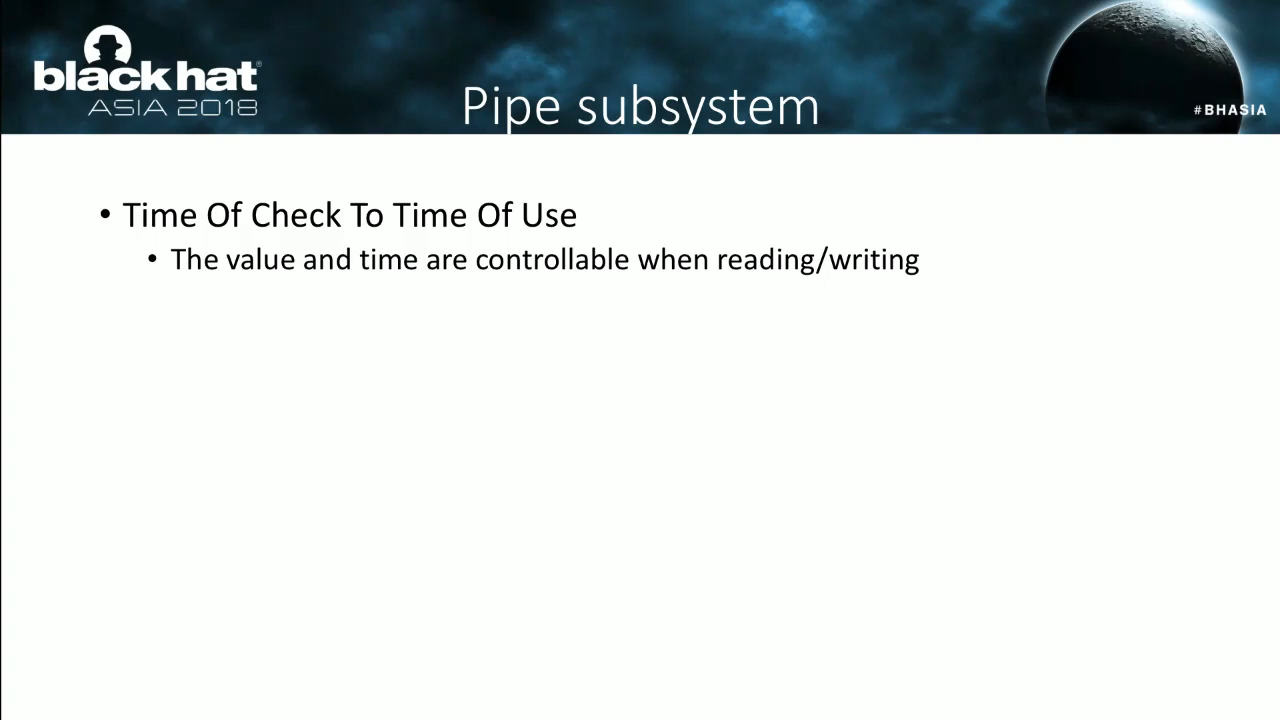 black hat
ASIA 2018
Pipe subsystem
#BHASIA
• Time Of Check To Time Of Use
• The value and time are controllable when reading/writing